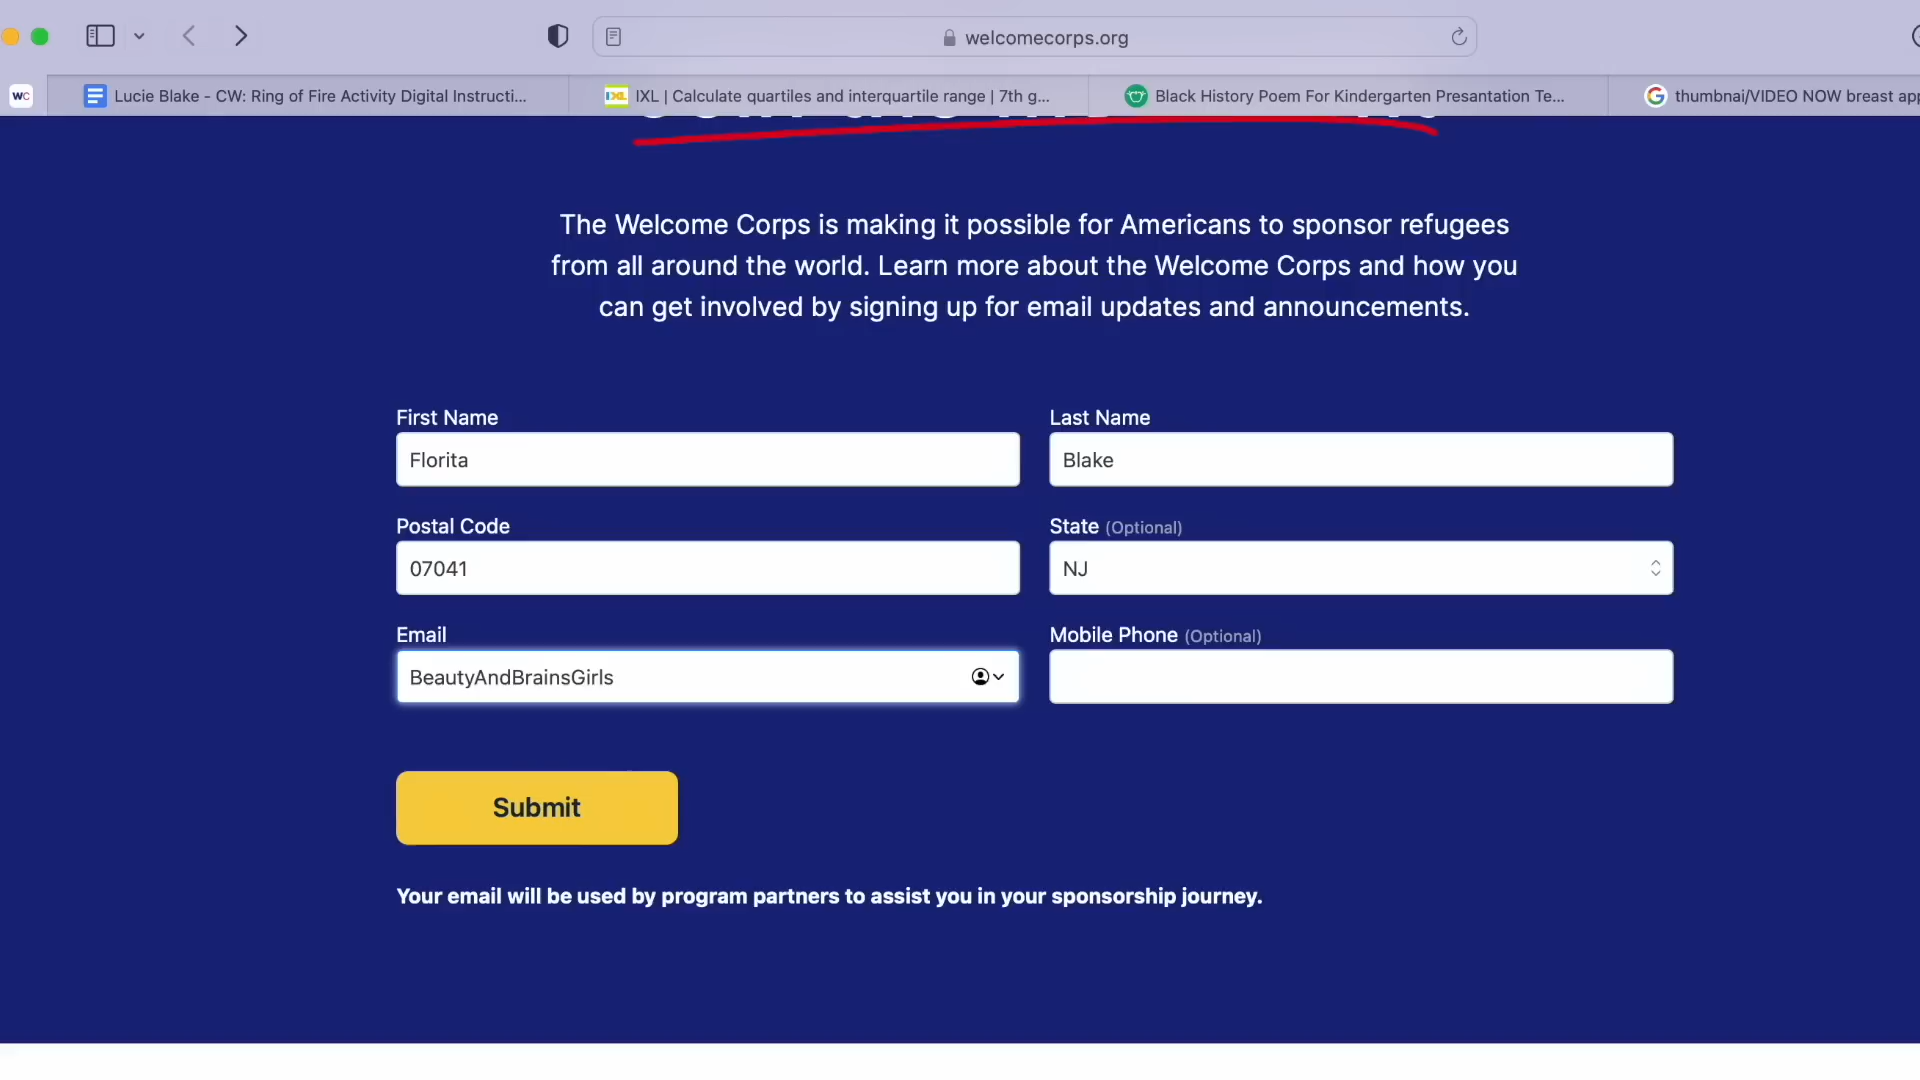 welcomecorps.org
WC
Lucie Blake - CW: Ring of Fire Activity Digital Instructi...
IXL | Calculate quartiles and interquartile range | 7th g...
Black History Poem For Kindergarten Presantation Te...
thumbnai/VIDEO NOW breast app
The Welcome Corps is making it possible for Americans to sponsor refugees
from all around the world. Learn more about the Welcome Corps and how you
can get involved by signing up for email updates and announcements.
First Name
Last Name
Florita
Blake
Postal Code
State (Optional)
07041
NJ
Email
Mobile Phone (Optional)
BeautyAndBrainsGirls
Submit
Your email will be used by program partners to assist you in your sponsorship journey.